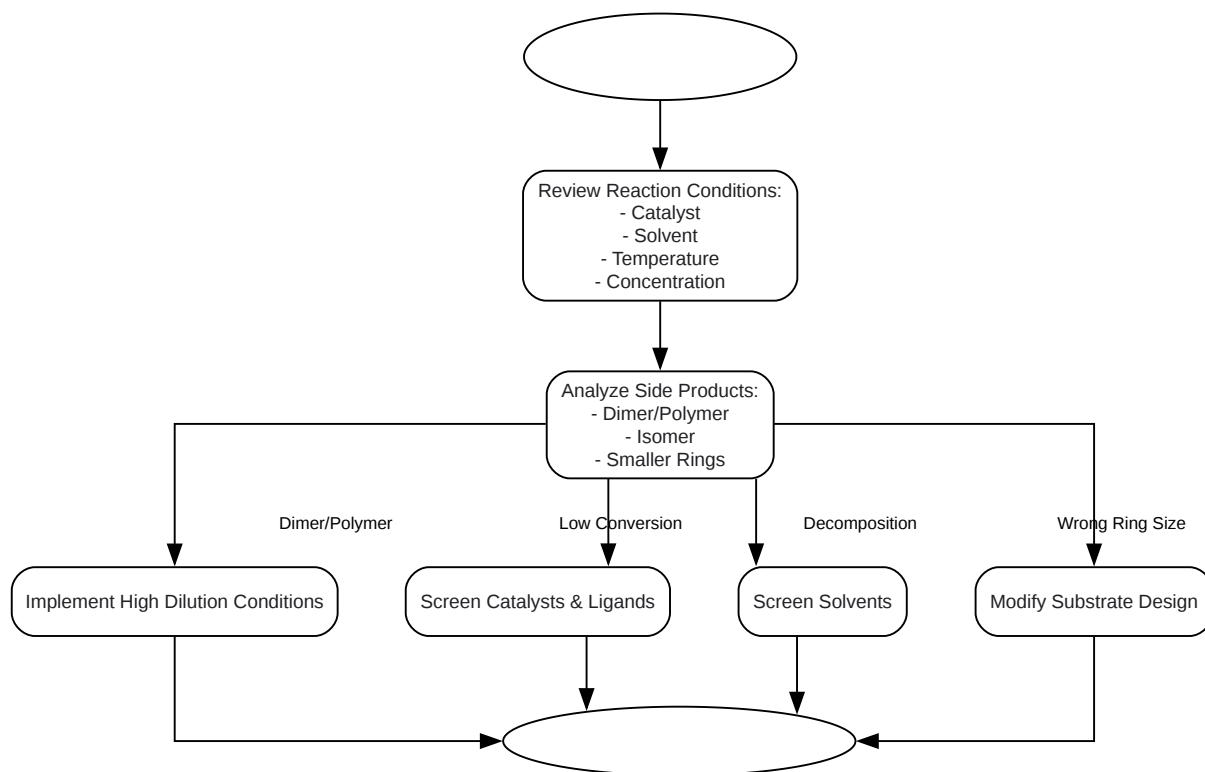 Review Reaction Conditions:
- Catalyst
- Solvent
- Temperature
- Concentration
Analyze Side Products:
- Dimer/Polymer
- Isomer
- Smaller Rings
Dimer/Polymer
Low Conversion
Decomposition
Wrong Ring Size
Implement High Dilution Conditions
Screen Catalysts & Ligands
Screen Solvents
Modify Substrate Design